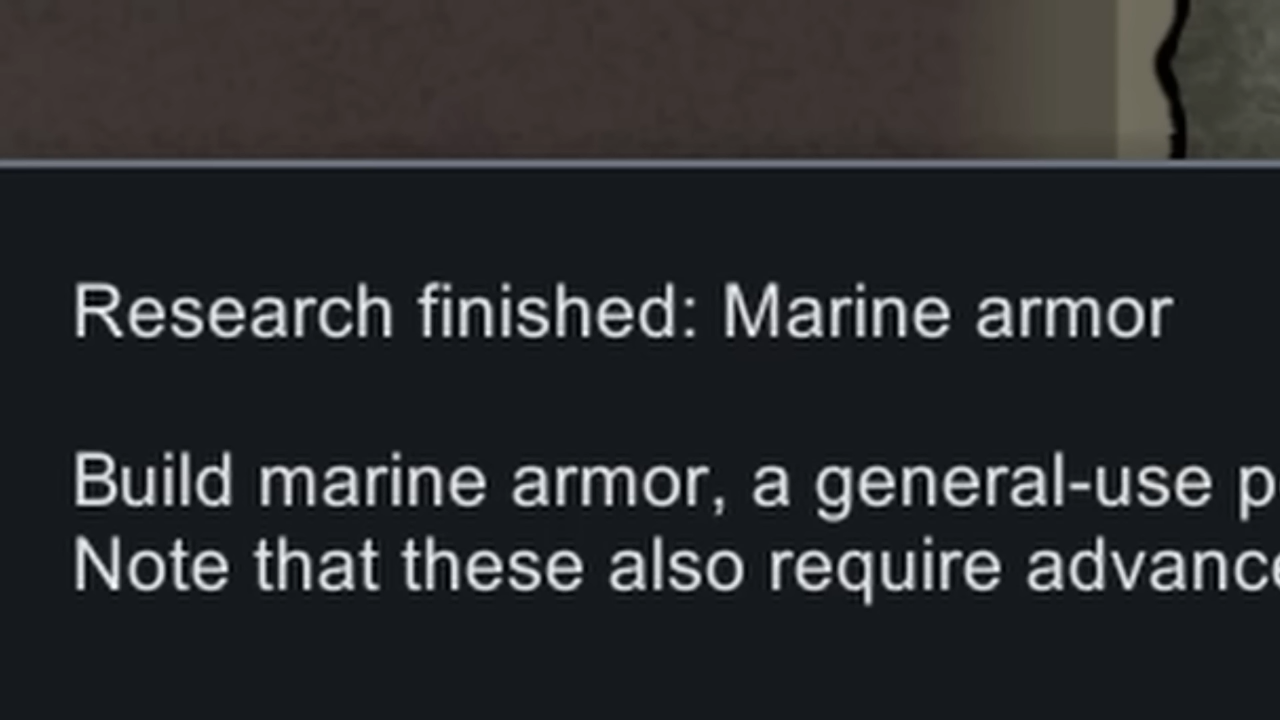 Research finished: Marine armor
Build marine armor, a general-use
Note that these also require